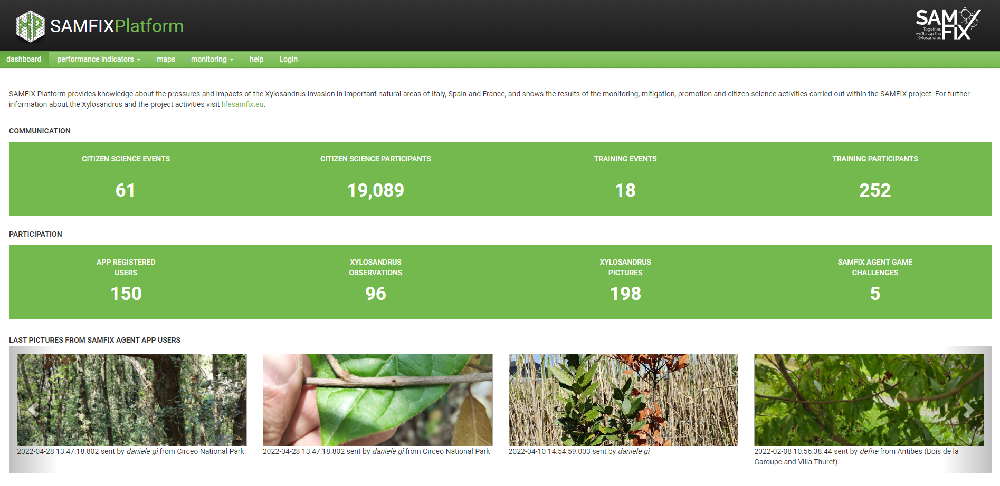 SAMFIXPlatform
SAM
FIX
Together,
we'll stop the
Xylosandrus
dashboard
performance indicators
maps
monitoring
help
Login
SAMFIX Platform provides knowledge about the pressures and impacts of the Xylosandrus invasion in important natural areas of Italy, Spain and France, and shows the results of the monitoring, mitigation, promotion and citizen science activities carried out within the SAMFIX project. For further
information about the Xylosandrus and the project activities visit lifesamfix.eu.
COMMUNICATION
CITIZEN SCIENCE EVENTS
61
CITIZEN SCIENCE PARTICIPANTS
19,089
TRAINING EVENTS
18
TRAINING PARTICIPANTS
252
PARTICIPATION
APP REGISTERED
USERS
150
XYLOSANDRUS
OBSERVATIONS
96
XYLOSANDRUS
PICTURES
198
SAMFIX AGENT GAME
CHALLENGES
5
LAST PICTURES FROM SAMFIX AGENT APP USERS
2022-04-28 13:47:18.802 sent by daniele gì from Circeo National Park
2022-04-28 13:47:18.802 sent by daniele gì from Circeo National Park
2022-04-10 14:54:59.003 sent by daniele gì
2022-02-08 10:56:38.44 sent by defne from Antibes (Bois de la
Garoupe and Villa Thuret)